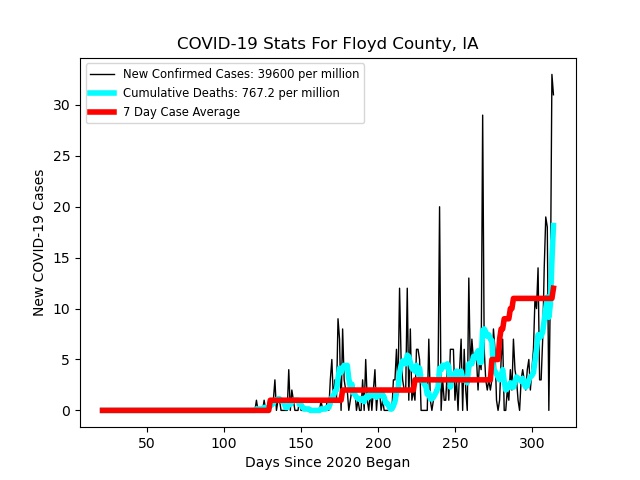 COVID-19 Stats For Floyd County, IA
New Confirmed Cases: 39600 per million
Cumulative Deaths: 767.2 per million
7 Day Case Average
New COVID-19 Cases
30
25
20
15
10
5
0
50 100 150 200 250 300
Days Since 2020 Began